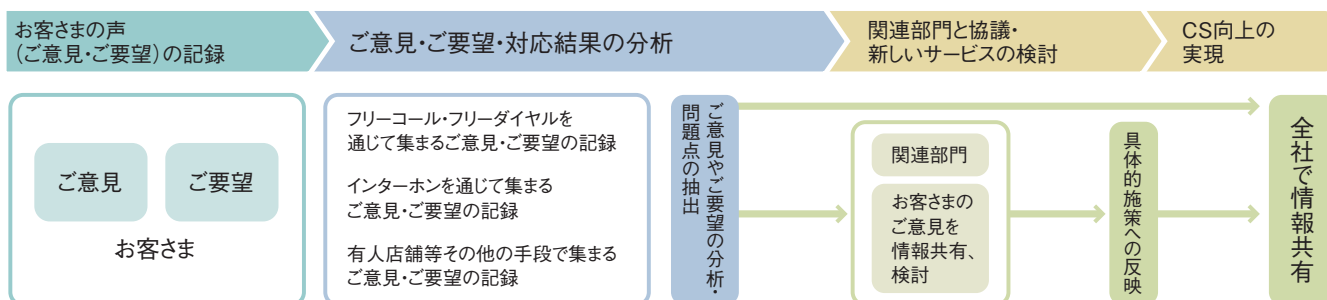 お客さまの声
(ご意見・ご要望)の記録
ご意見・ご要望・対応結果の分析
関連部門と協議・
新しいサービスの検討
CS向上の
実現
ご意見
ご要望
お客さま
フリーコール・フリーダイヤルを
通じて集まるご意見・ご要望の記録
インターホンを通じて集まる
ご意見・ご要望の記録
有人店舗等その他の手段で集まる
ご意見・ご要望の記録
ご意見やご要望の分析・
問題点の抽出
関連部門
お客さまの
ご意見を
情報共有、
検討
具体的施策への反映
全社で情報共有